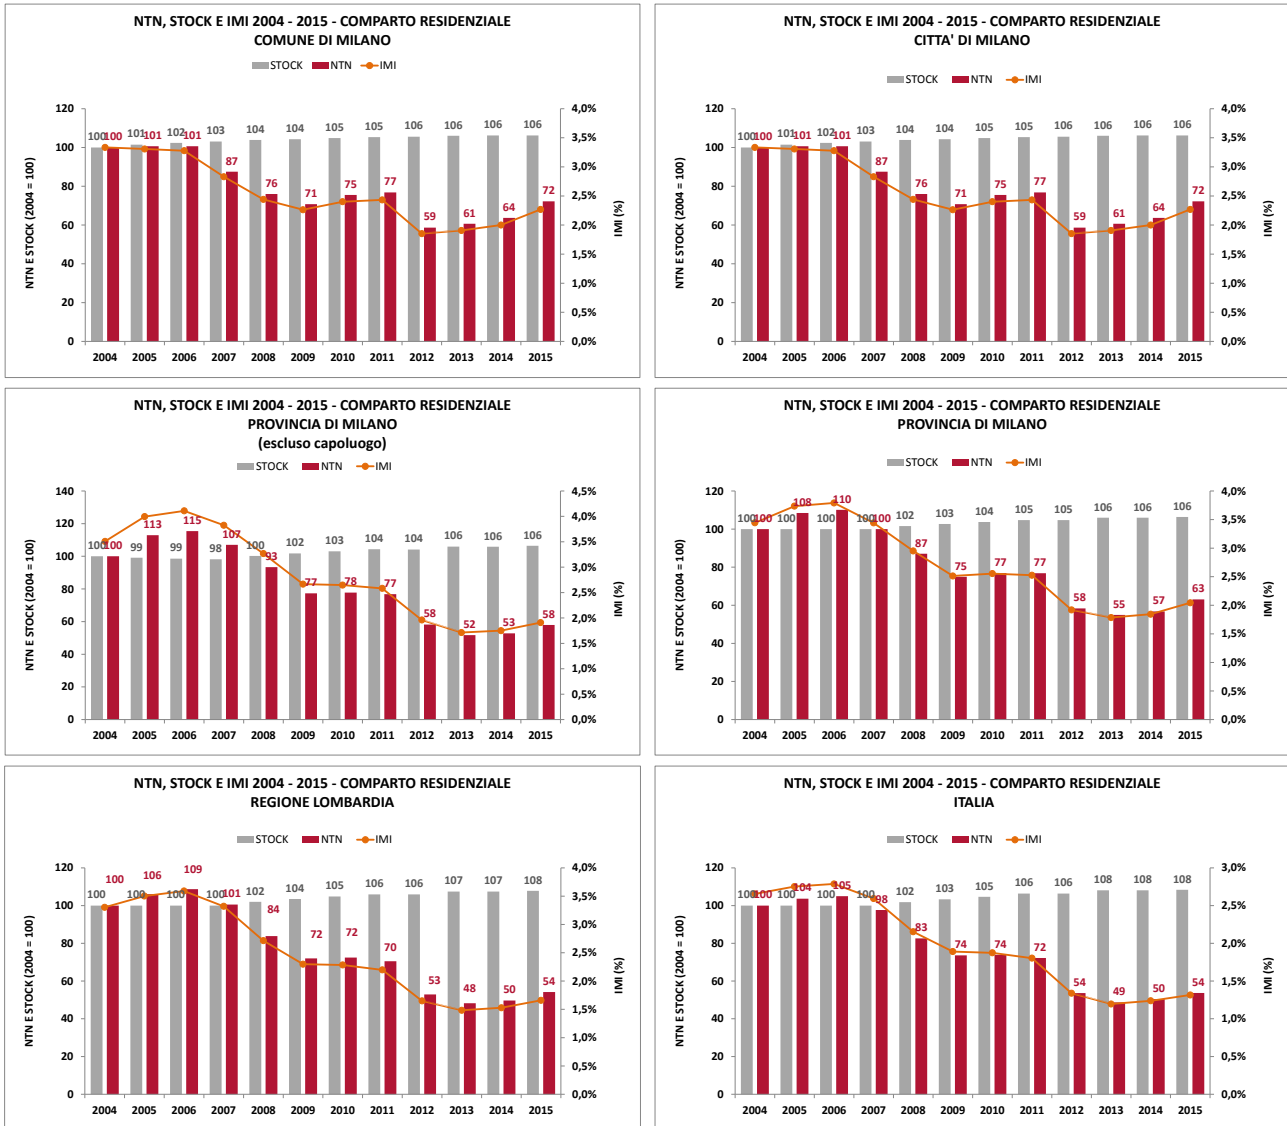 NTN, STOCK E IMI 2004 - 2015 - COMPARTO RESIDENZIALE
COMUNE DI MILANO
STOCK NTN IMI
NTN E STOCK (2004 = 100)
120 100 80 60 40 20 0
100 101 102 103 104 104 105 105 106 106 106 106
100 101 101 87 76 71 75 77 59 61 64 72
4,0% 3,5% 3,0% 2,5% 2,0% 1,5% 1,0% 0,5% 0,0%
IMI (%)
2004 2005 2006 2007 2008 2009 2010 2011 2012 2013 2014 2015
NTN, STOCK E IMI 2004 - 2015 - COMPARTO RESIDENZIALE
CITTA' DI MILANO
STOCK NTN IMI
NTN E STOCK (2004 = 100)
120 100 80 60 40 20 0
100 101 102 103 104 104 105 105 106 106 106 106
100 101 101 87 76 71 75 77 59 61 64 72
4,0% 3,5% 3,0% 2,5% 2,0% 1,5% 1,0% 0,5% 0,0%
IMI (%)
2004 2005 2006 2007 2008 2009 2010 2011 2012 2013 2014 2015
NTN, STOCK E IMI 2004 - 2015 - COMPARTO RESIDENZIALE
PROVINCIA DI MILANO
(escluso capoluogo)
STOCK NTN IMI
NTN E STOCK (2004 = 100)
140 120 100 80 60 40 20 0
100 99 99 98 100 102 103 104 104 106 106 106
100 113 115 107 93 77 78 77 58 52 53 58
4,5% 4,0% 3,5% 3,0% 2,5% 2,0% 1,5% 1,0% 0,5% 0,0%
IMI (%)
2004 2005 2006 2007 2008 2009 2010 2011 2012 2013 2014 2015
NTN, STOCK E IMI 2004 - 2015 - COMPARTO RESIDENZIALE
PROVINCIA DI MILANO
STOCK NTN IMI
NTN E STOCK (2004 = 100)
120 100 80 60 40 20 0
100 100 100 100 102 103 104 105 105 106 106 106
100 108 110 100 87 75 77 77 58 55 57 63
4,0% 3,5% 3,0% 2,5% 2,0% 1,5% 1,0% 0,5% 0,0%
IMI (%)
2004 2005 2006 2007 2008 2009 2010 2011 2012 2013 2014 2015
NTN, STOCK E IMI 2004 - 2015 - COMPARTO RESIDENZIALE
REGIONE LOMBARDIA
STOCK NTN IMI
NTN E STOCK (2004 = 100)
120 100 80 60 40 20 0
100 100 100 100 102 104 105 106 106 107 107 108
100 106 109 101 84 72 72 70 53 48 50 54
4,0% 3,5% 3,0% 2,5% 2,0% 1,5% 1,0% 0,5% 0,0%
IMI (%)
2004 2005 2006 2007 2008 2009 2010 2011 2012 2013 2014 2015
NTN, STOCK E IMI 2004 - 2015 - COMPARTO RESIDENZIALE
ITALIA
STOCK NTN IMI
NTN E STOCK (2004 = 100)
120 100 80 60 40 20 0
100 100 100 100 102 103 105 106 106 108 108 108
100 104 105 98 83 74 74 72 54 49 50 54
3,0% 2,5% 2,0% 1,5% 1,0% 0,5% 0,0%
IMI (%)
2004 2005 2006 2007 2008 2009 2010 2011 2012 2013 2014 2015